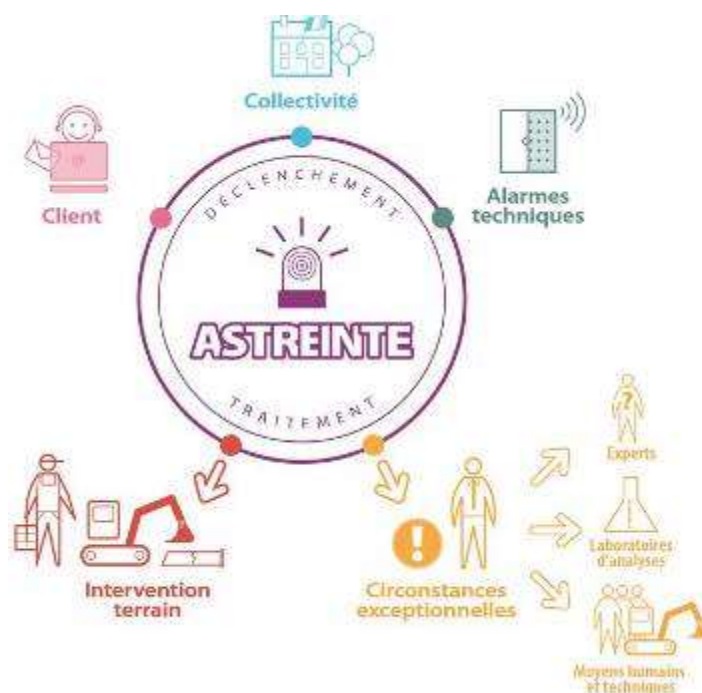 Collectivité
Client
Alarmes
techniques
DÉCLENCHEMENT
ASTREINTE
TRAITEMENT
Intervention
terrain
Circonstances
exceptionnelles
Experts
Laboratoires
d'analyses
Moyens humains
et techniques